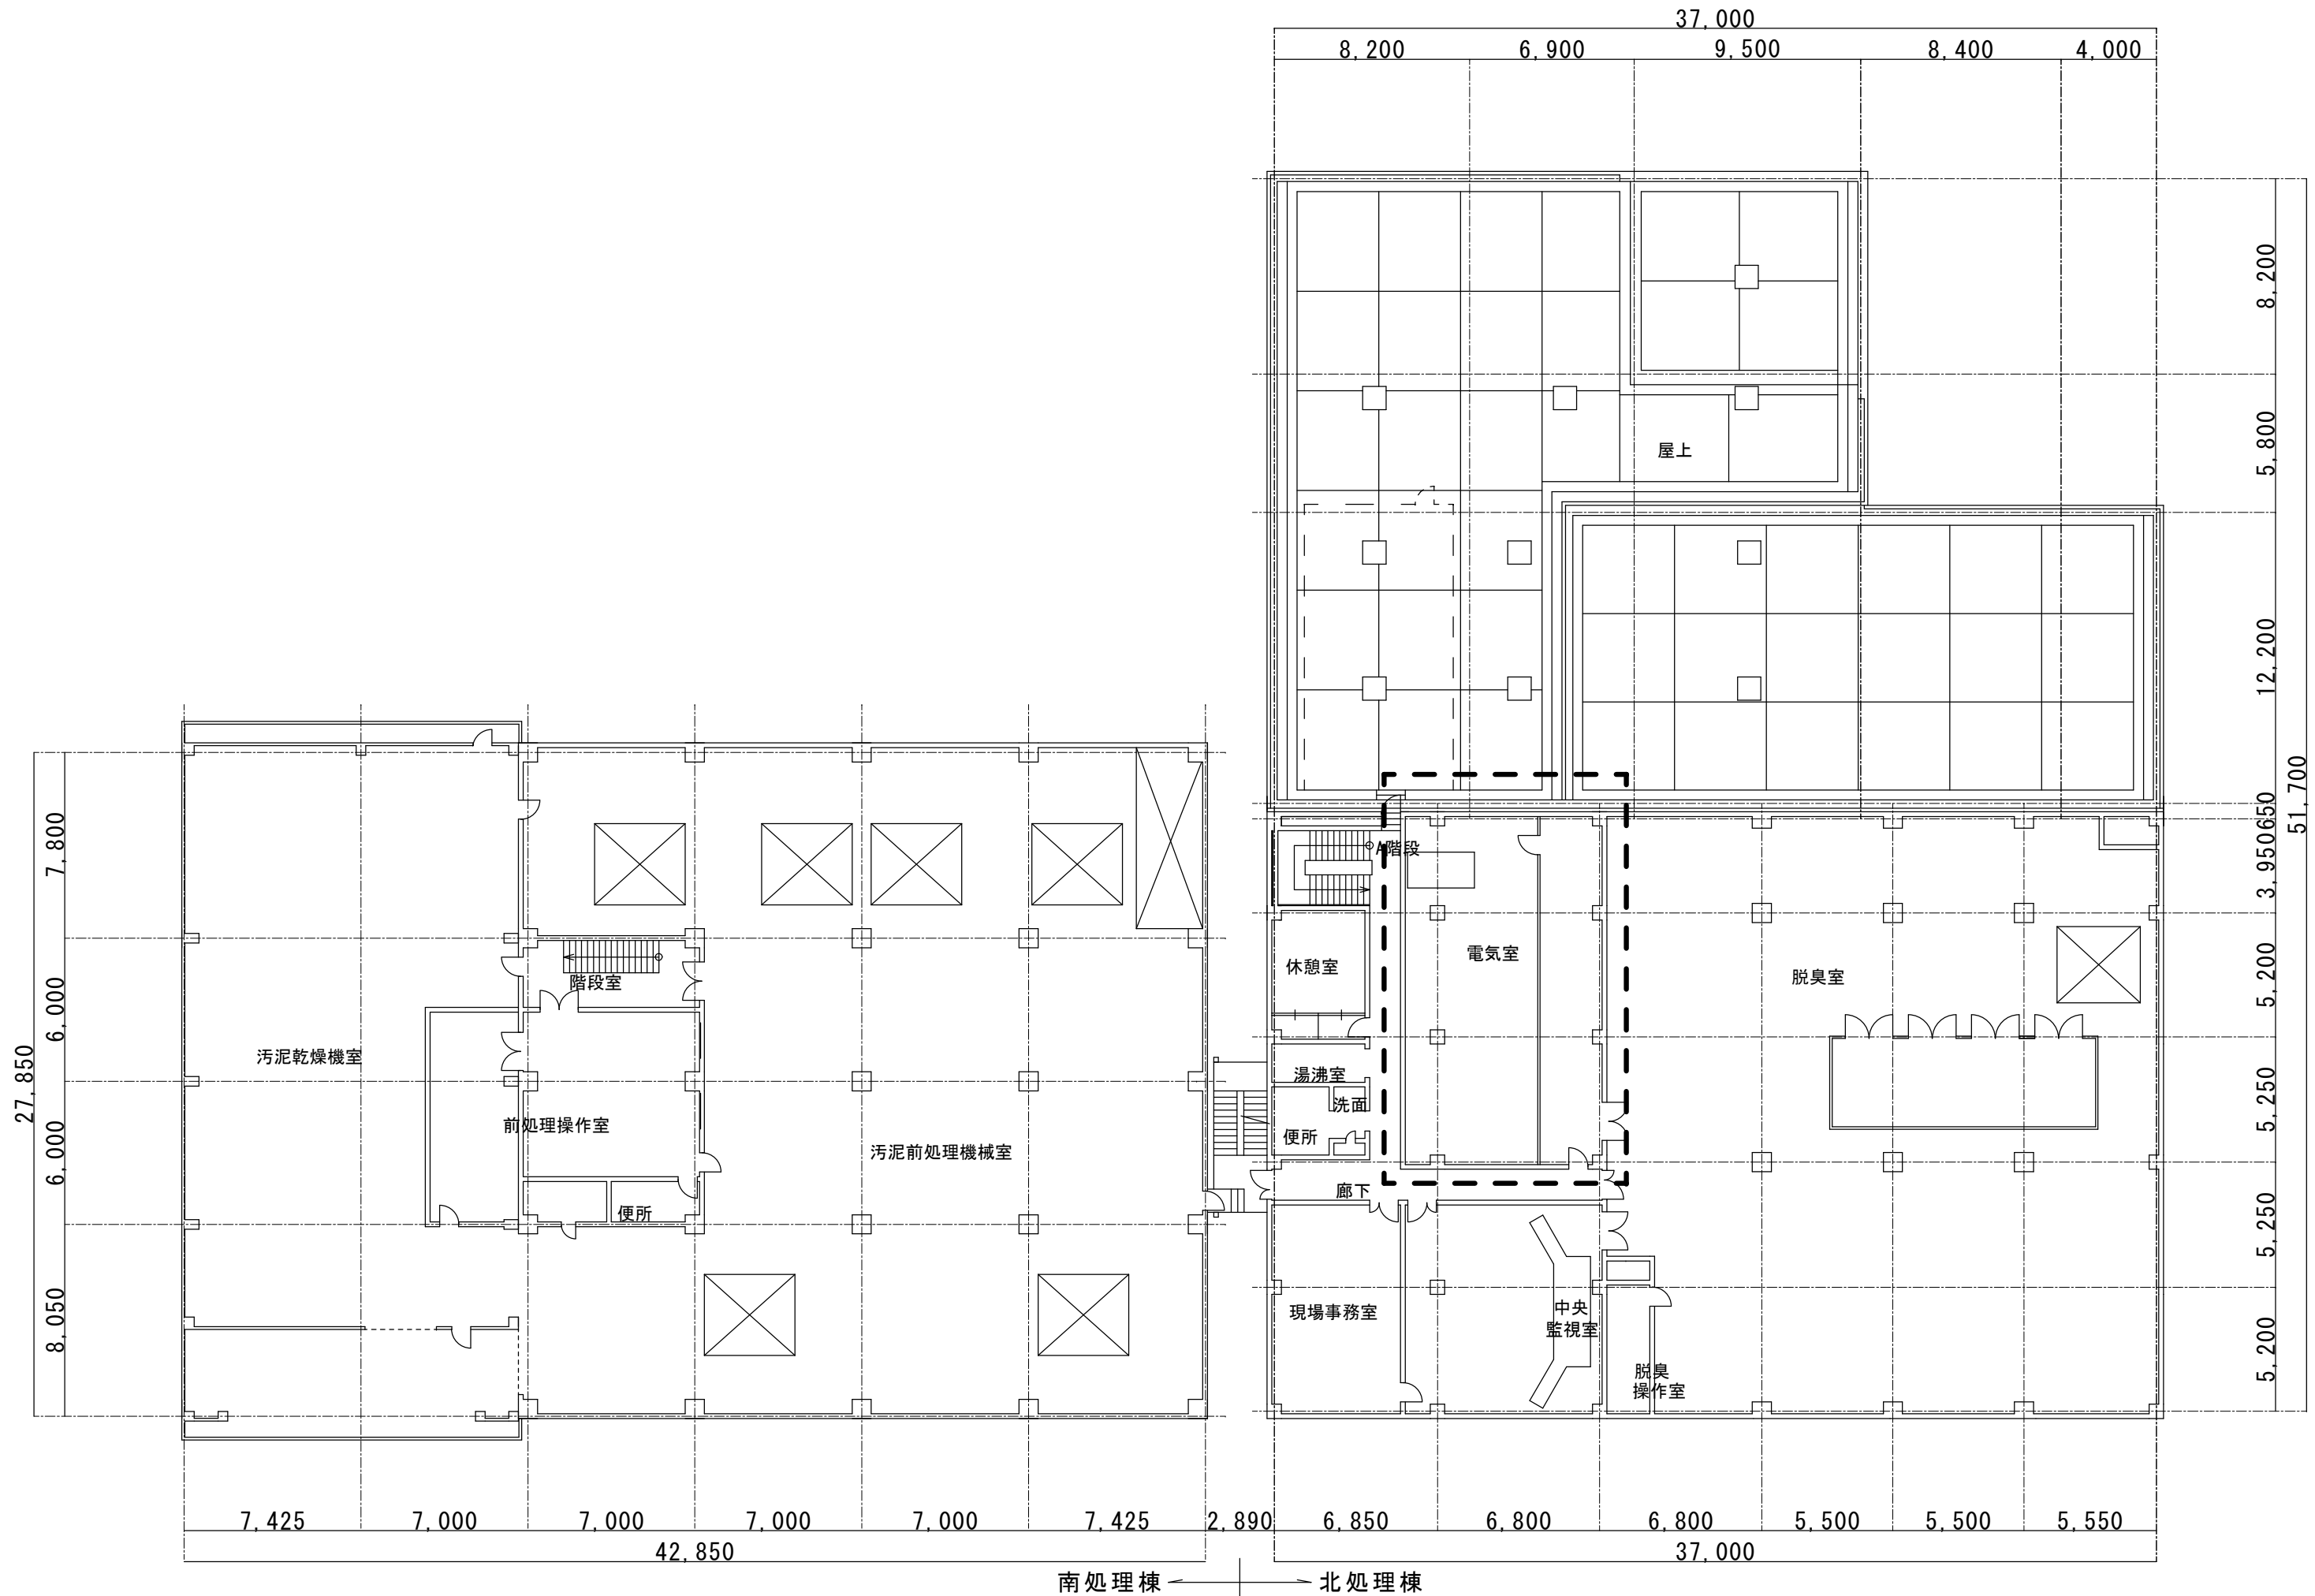 37,000
8,200
6,900
9,500
8,400
4,000
8,200
5,800
12,200
650
3,950
5,200
5,250
5,250
5,200
51,700
屋上
7,800
6,000
6,000
8,050
27,850
A階段
電気室
休憩室
脱臭室
階段室
汚泥乾燥機室
湯沸室
洗面
前処理操作室
便所
汚泥前処理機械室
廊下
便所
現場事務室
中央
監視室
脱臭
操作室
7,425
7,000
7,000
7,000
7,000
7,425
2,890
6,850
6,800
6,800
5,500
5,500
5,550
42,850
37,000
南処理棟
北処理棟